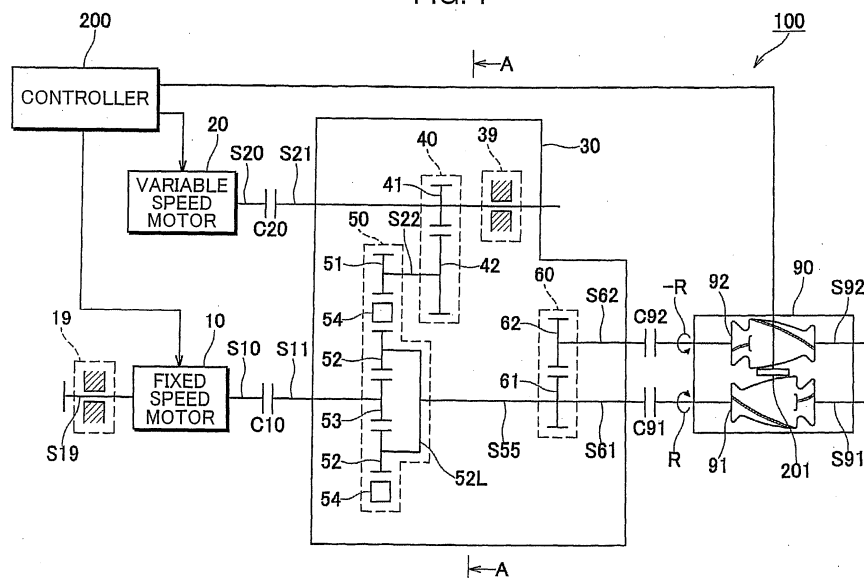 200
CONTROLLER
100
A
20
VARIABLE
SPEED
MOTOR
S20
C20
S21
40
41
39
30
50
S22
42
51
54
52
53
52
54
52L
19
S19
10
FIXED
SPEED
MOTOR
S10
C10
S11
60
62
61
S62
S55
S61
C92
C91
-R
R
92
90
S92
91
201
S91
A